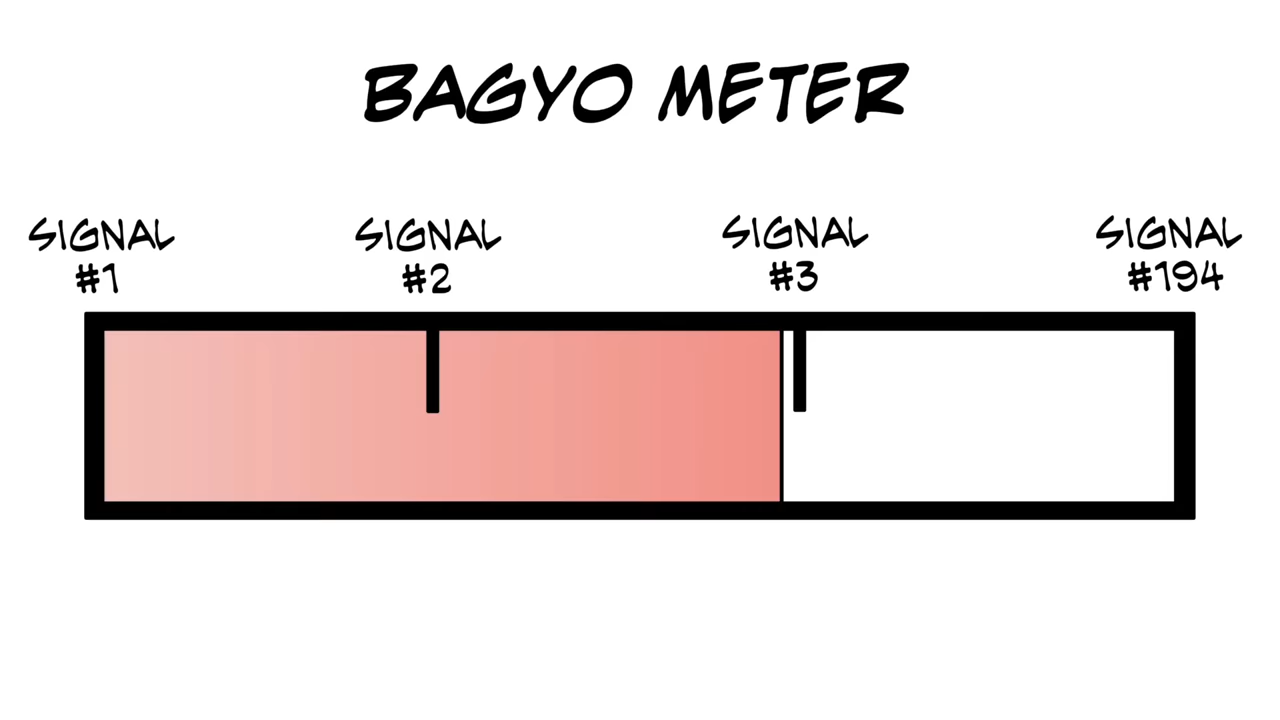 BAGYO METER
SIGNAL #1
SIGNAL #2
SIGNAL #3
SIGNAL #194